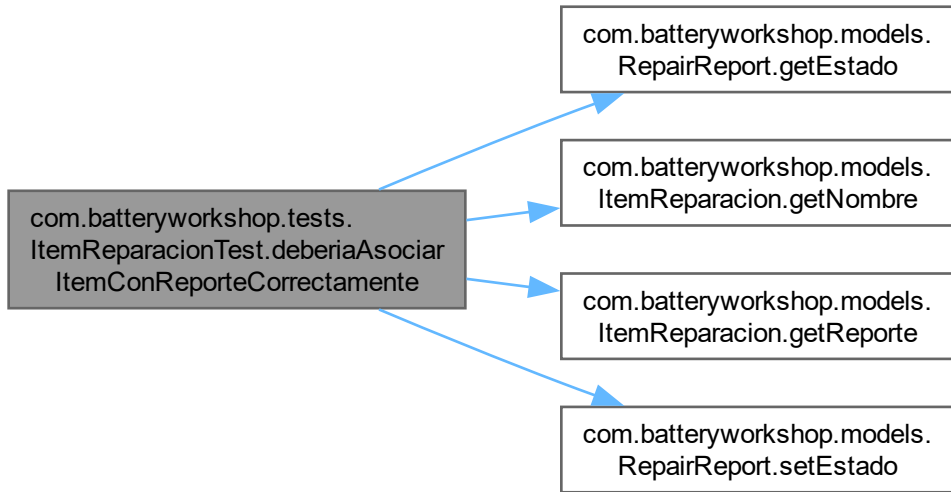 com.batteryworkshop.tests.
ItemReparacionTest.deberiaAsociar
ItemConReporteCorrectamente
com.batteryworkshop.models.
RepairReport.getEstado
com.batteryworkshop.models.
ItemReparacion.getNombre
com.batteryworkshop.models.
ItemReparacion.getReporte
com.batteryworkshop.models.
RepairReport.setEstado